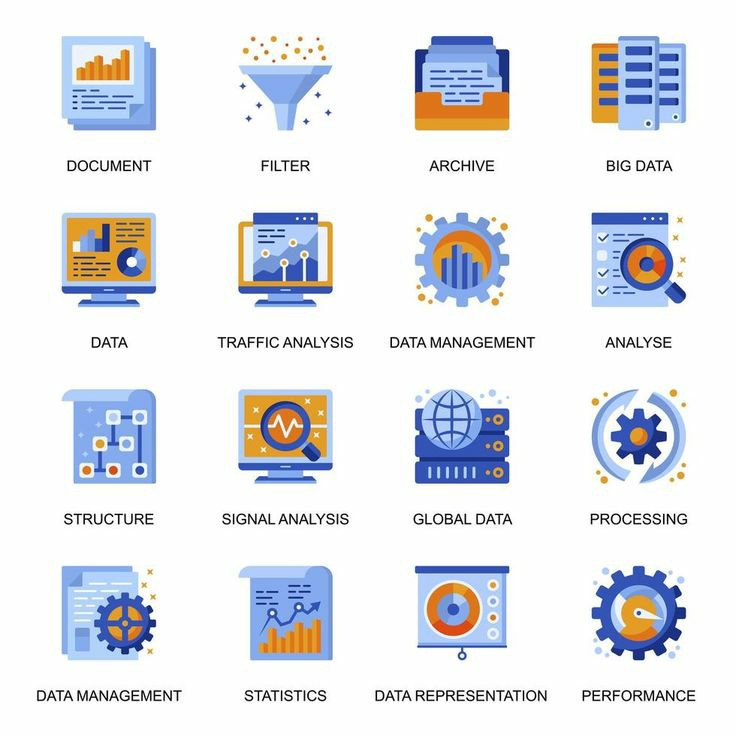 DOCUMENT
FILTER
ARCHIVE
BIG DATA
DATA
TRAFFIC ANALYSIS
DATA MANAGEMENT
ANALYSE
STRUCTURE
SIGNAL ANALYSIS
GLOBAL DATA
PROCESSING
DATA MANAGEMENT
STATISTICS
DATA REPRESENTATION
PERFORMANCE